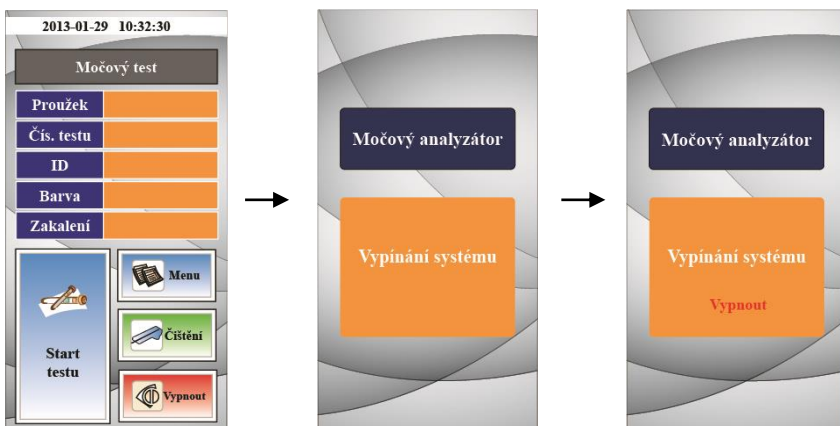 2013-01-29 10:32:30
Močový test
Proužek
Čís. testu
ID
Barva
Zakalení
Start
testu
Menu
Čištění
Vypnout
Močový analyzátor
Vypínání systému
Močový analyzátor
Vypínání systému
Vypnout